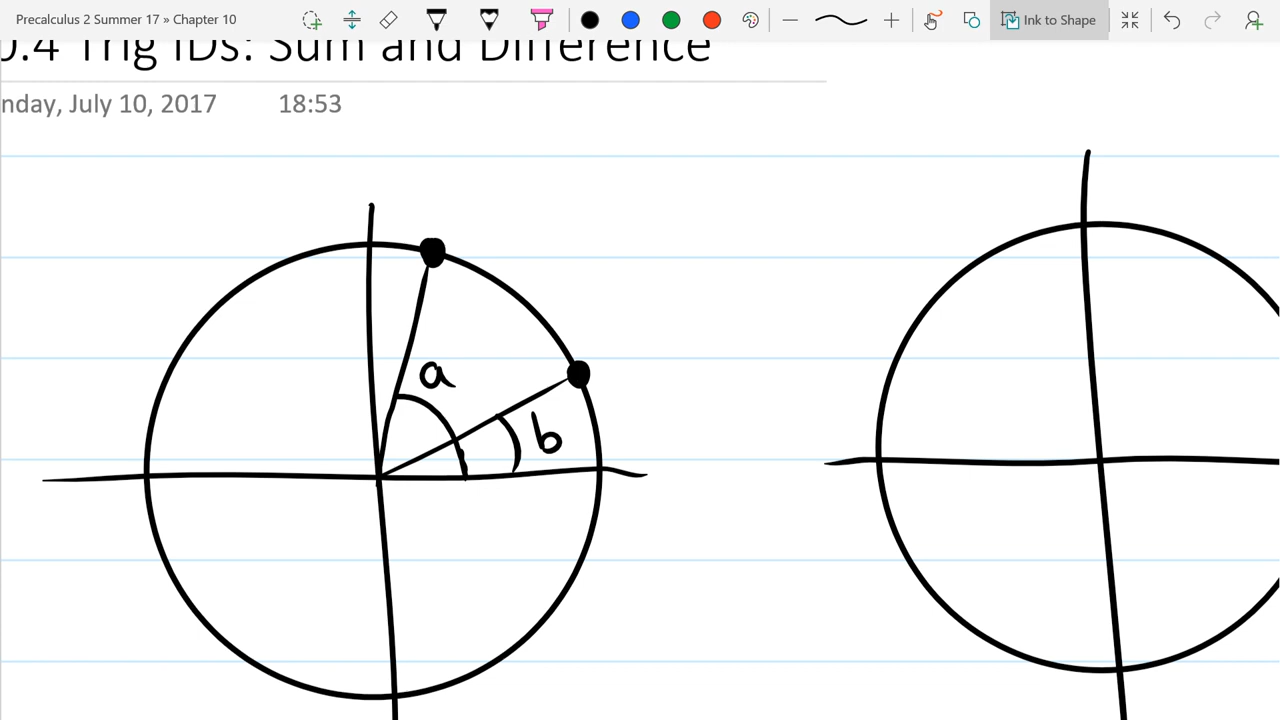 Precalculus 2 Summer 17 » Chapter 10
Ink to Shape
0.4 Trig IDs: Sum and Difference
nday, July 10, 2017 18:53
a
b